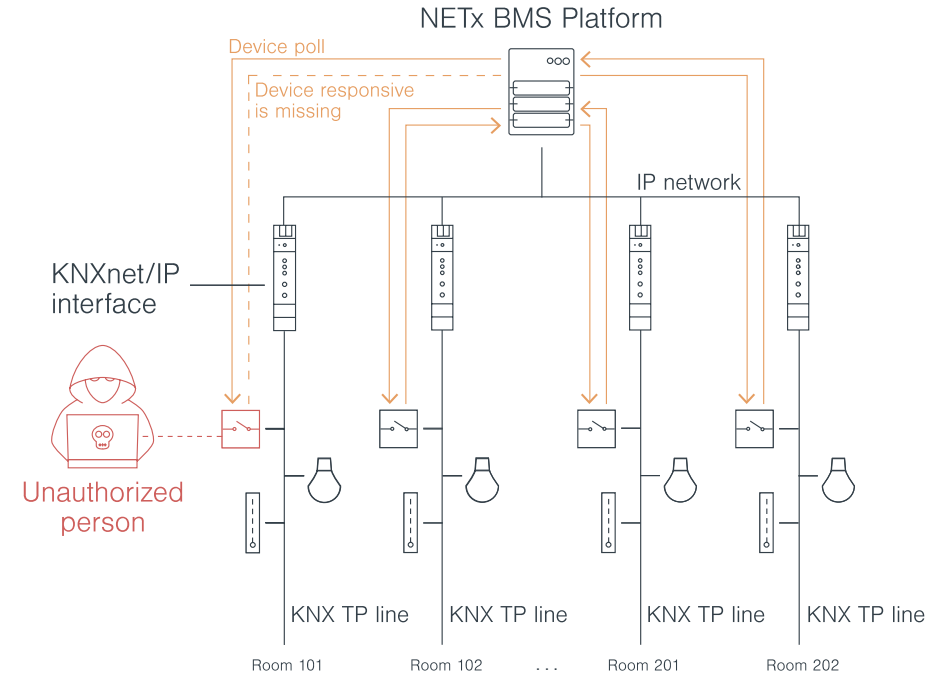 NETx BMS Platform
Device poll
Device responsive
is missing
IP network
KNXnet/IP
interface
Unauthorized
person
KNX TP line
KNX TP line
KNX TP line
KNX TP line
Room 101
Room 102
...
Room 201
Room 202